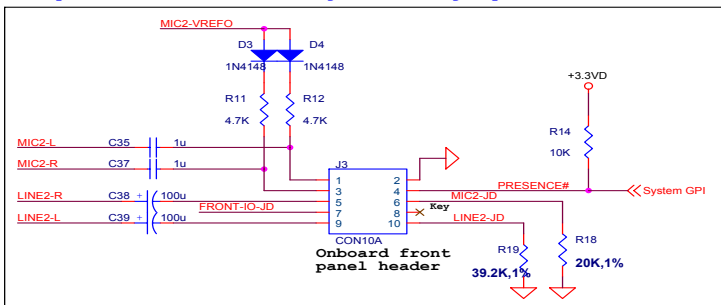 MIC2-VREFO
D3 D4
1N4148 1N4148
+3.3VD
R11 R12
4.7K 4.7K
R14
10K
MIC2-L C35 1u
MIC2-R C37 1u
J3
1 2
3 4 PRESENCE# System GPI
LINE2-R C38 + 100u 5 6 MIC2-JD
FRONT-IO-JD 7 8 Key
LINE2-L C39 + 100u 9 10 LINE2-JD
CON10A
Onboard front
panel header
R19 R18
39.2K,1% 20K,1%